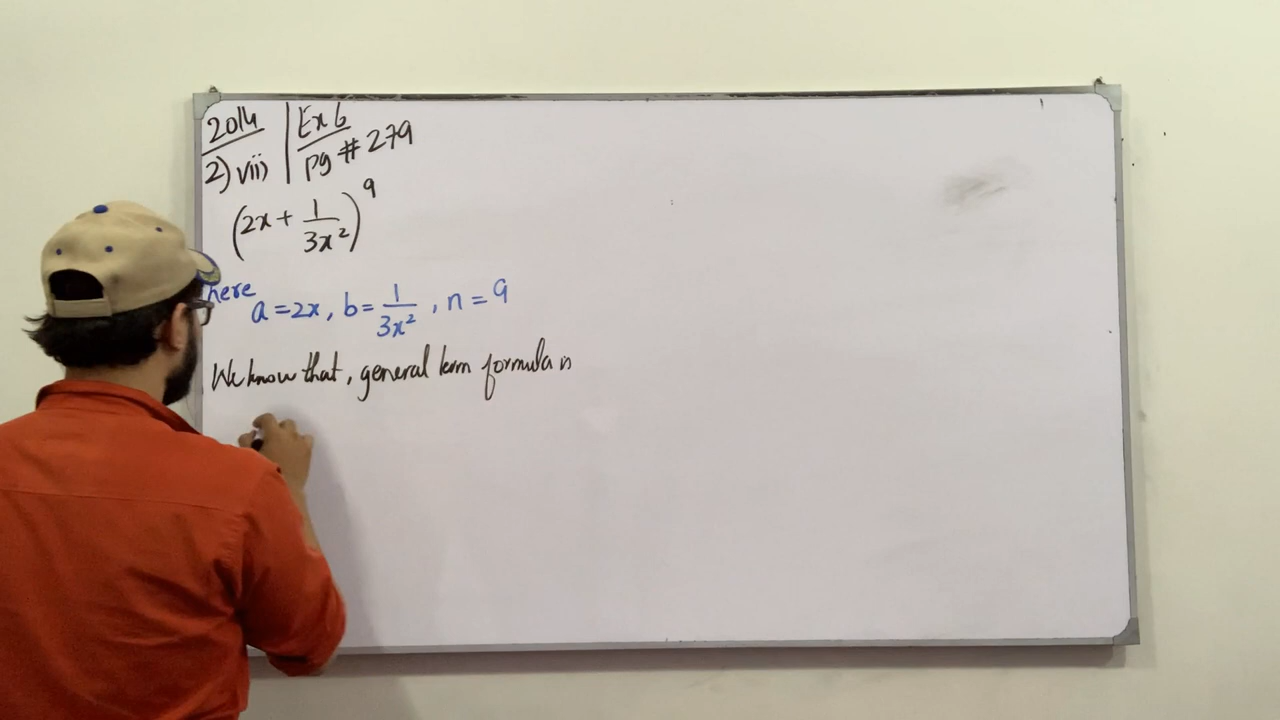 2014 | Ex 6
2) vii) | pg # 279
(2x + 1/3x²)⁹
here
a = 2x, b = 1/3x², n = 9
We know that, general term formula is